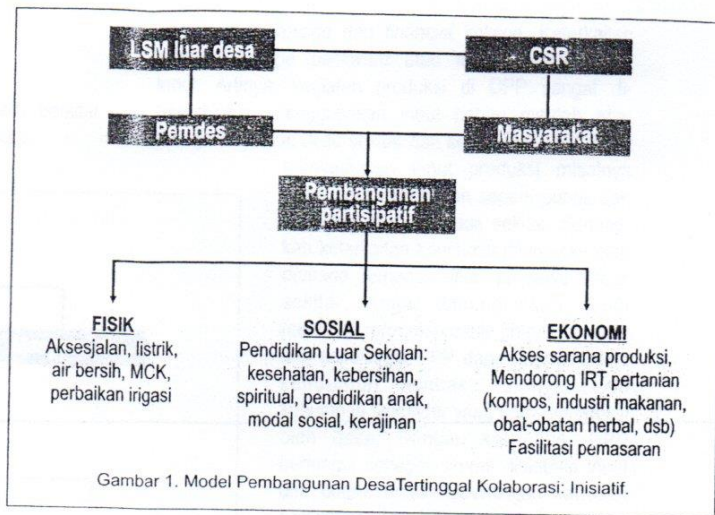 LSM luar desa
CSR
Pemdes
Masyarakat
Pembangunan
partisipatif
FISIK
Aksesjalan, listrik,
air bersih, MCK,
perbaikan irigasi
SOSIAL
Pendidikan Luar Sekolah:
kesehatan, kabersihan,
spiritual, pendidikan anak,
modal sosial, kerajinan
EKONOMI
Akses sarana produksi,
Mendorong IRT pertanian
(kompos, industri makanan,
obat-obatan herbal, dsb)
Fasilitasi pemasaran
Gambar 1. Model Pembangunan DesaTertinggal Kolaborasi: Inisiatif.